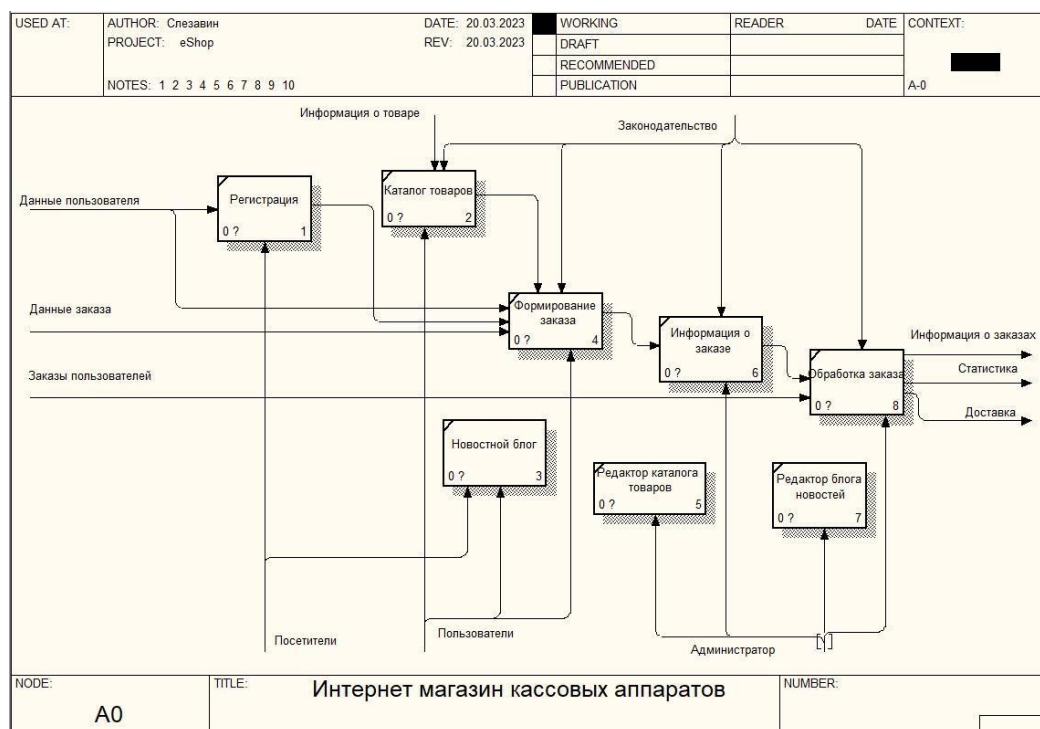 USED AT:
AUTHOR: Слезавин
DATE: 20.03.2023
PROJECT: eShop
REV: 20.03.2023
NOTES: 1 2 3 4 5 6 7 8 9 10
WORKING
DRAFT
RECOMMENDED
PUBLICATION
READER
DATE
CONTEXT:
A-0
Информация о товаре
Законодательство
Данные пользователя
Регистрация
0 ?
1
Каталог товаров
0 ?
2
Данные заказа
Формирование
заказа
0 ?
4
Информация о
заказе
0 ?
6
Информация о заказах
Заказы пользователей
Обработка заказа
0 ?
8
Статистика
Доставка
Новостной блог
0 ?
3
Редактор каталога
товаров
0 ?
5
Редактор блога
новостей
0 ?
7
Посетители
Пользователи
Администратор
NODE:
A0
TITLE:
Интернет магазин кассовых аппаратов
NUMBER: